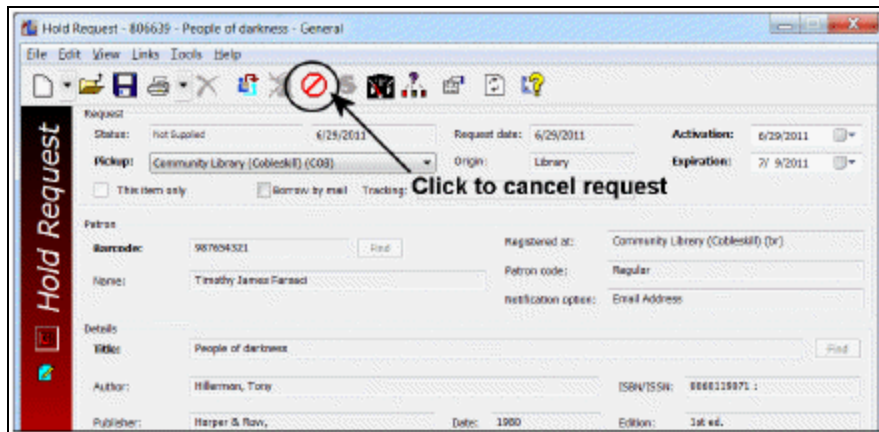 Hold Request - 806639 - People of darkness - General
File Edit View Links Tools Help
Hold Request
Request
Status: Not Supplied 6/29/2011 Request date: 6/29/2011 Activation: 6/29/2011
Pickup: Community Library (Cobleskill) (COB) Origin: Library Expiration: 7/ 9/2011
This item only Borrow by mail Tracking:
Click to cancel request
Patron
Barcode: 987654321 Find Registered at: Community Library (Cobleskill) (br)
Patron code: Regular
Name: Timothy James
Notification option: Email Address
Details
Title: People of darkness Find
Author: Hillerman, Tony ISBN/ISSN:
Publisher: Harper & Row, Date: 1980 Edition: 1st ed.